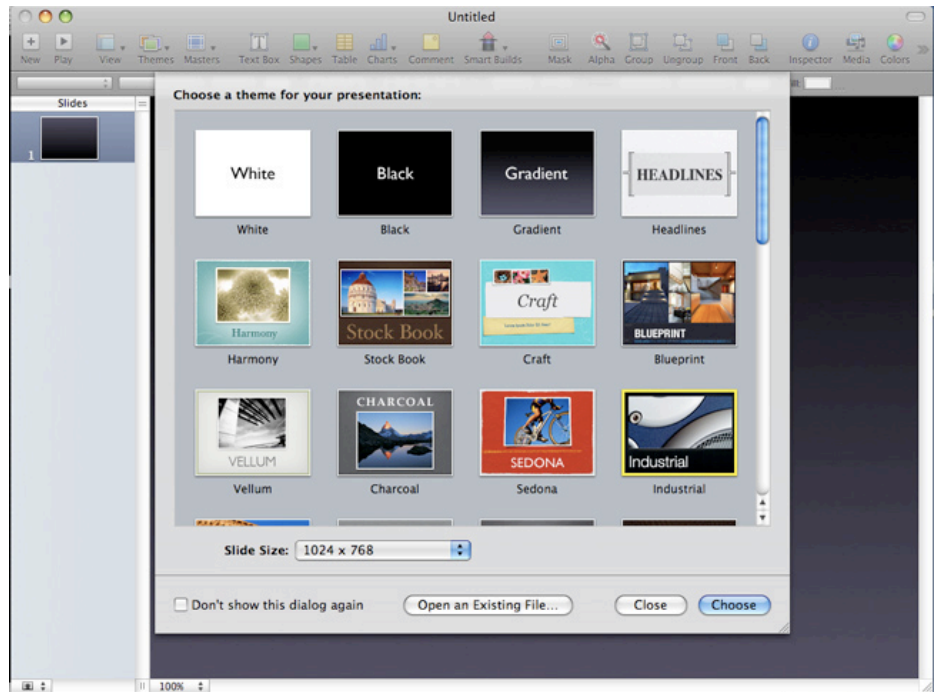 Untitled
New Play View Themes Masters Text Box Shapes Table Charts Comment Smart Builds Mask Alpha Group Ungroup Front Back Inspector Media Colors
Slides
1
Choose a theme for your presentation:
White Black Gradient HEADLINES
White Black Gradient Headlines
Harmony Stock Book Craft BLUEPRINT
Harmony Stock Book Craft Blueprint
VELLUM CHARCOAL SEDONA Industrial
Vellum Charcoal Sedona Industrial
Slide Size: 1024 x 768
Don't show this dialog again Open an Existing File... Close Choose
100%